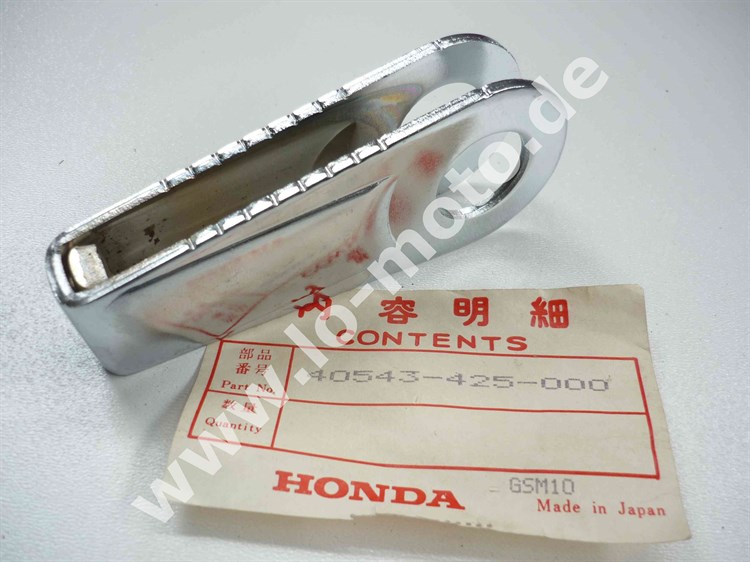 www.lo-moto.de
内容明細
CONTENTS
部品
番号
Part No.
40543-425-000
数量
Quantity
HONDA
GSM10
Made in Japan